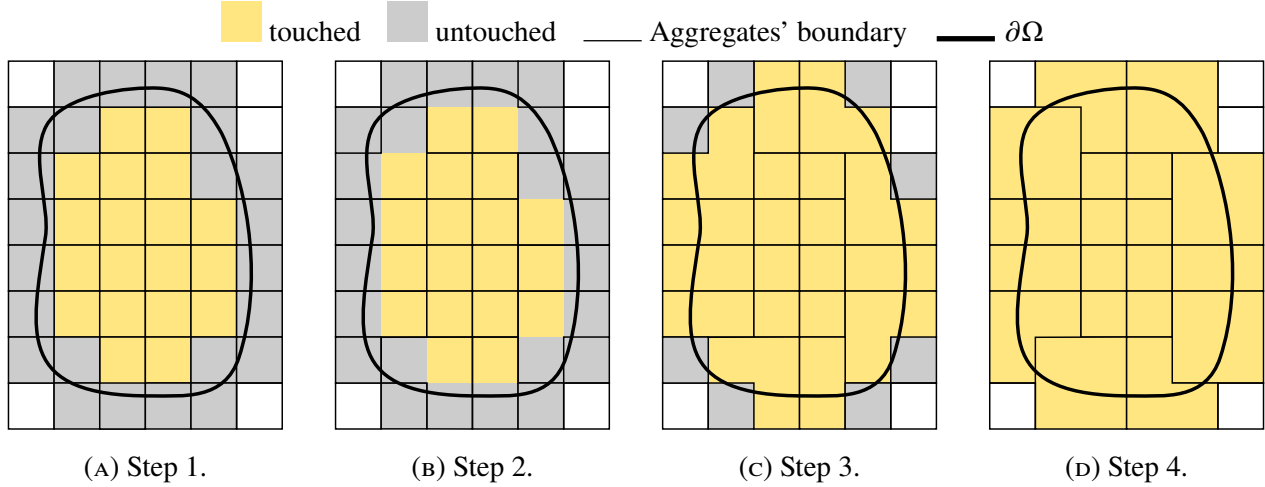 touched untouched Aggregates' boundary ∂Ω
(A) Step 1. (B) Step 2. (C) Step 3. (D) Step 4.